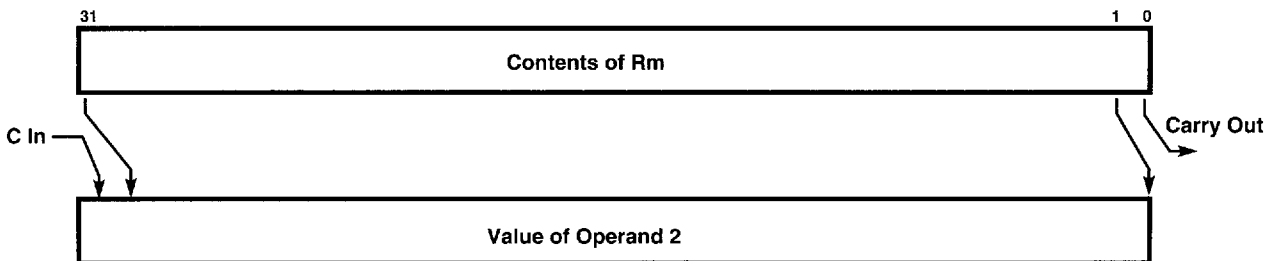 31 1 0
Contents of Rm
C In
Carry Out
Value of Operand 2